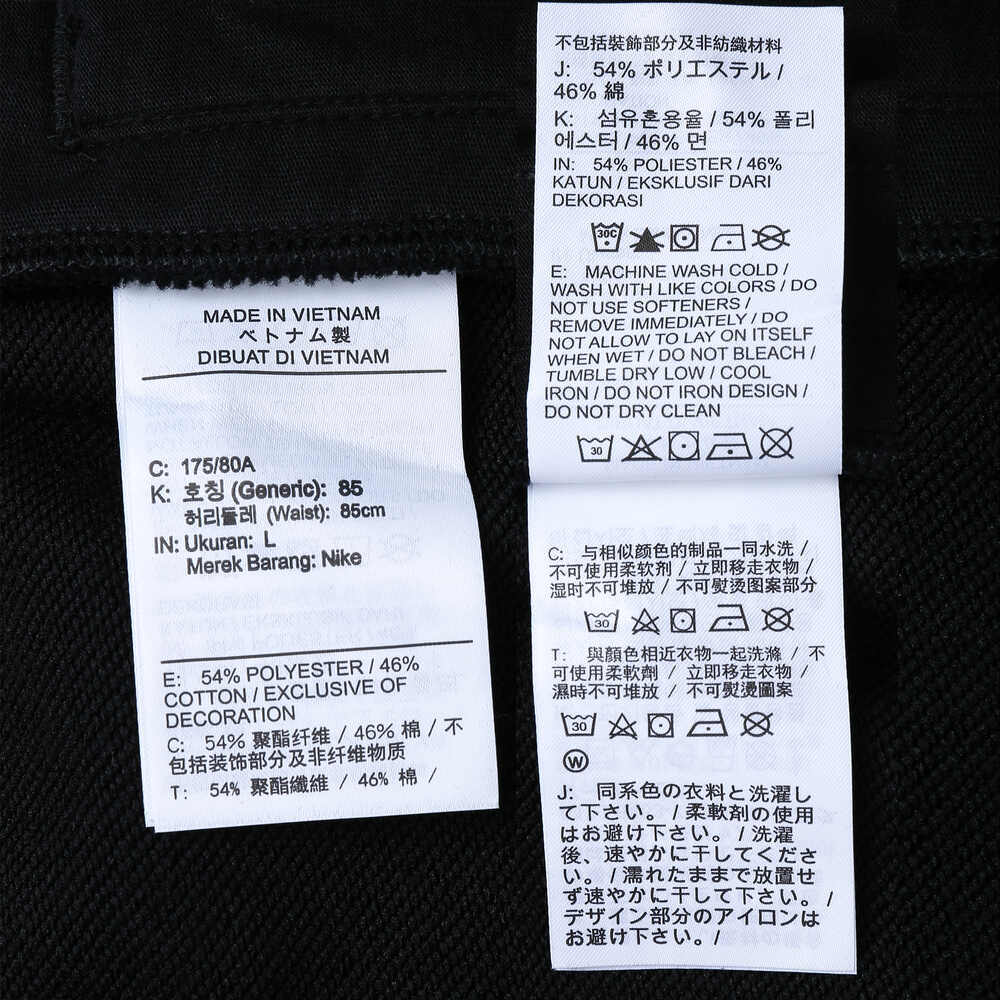 MADE IN VIETNAM
ベトナム製
DIBUAT DI VIETNAM
C: 175/80A
K: 호칭 (Generic): 85
허리둘레 (Waist): 85cm
IN: Ukuran: L
Merek Barang: Nike
E: 54% POLYESTER / 46%
COTTON / EXCLUSIVE OF
DECORATION
C: 54% 聚酯纤维 / 46% 棉 / 不
包括装饰部分及非纤维物质
T: 54% 聚酯纖維 / 46% 棉 /
不包括裝飾部分及非紡織材料
J: 54% ポリエステル /
46% 綿
K: 섬유혼용율 / 54% 폴리
에스터 / 46% 면
IN: 54% POLIESTER / 46%
KATUN / EKSKLUSIF DARI
DEKORASI
30C
E: MACHINE WASH COLD /
WASH WITH LIKE COLORS / DO
NOT USE SOFTENERS /
REMOVE IMMEDIATELY / DO
NOT ALLOW TO LAY ON ITSELF
WHEN WET / DO NOT BLEACH /
TUMBLE DRY LOW / COOL
IRON / DO NOT IRON DESIGN /
DO NOT DRY CLEAN
30
C: 与相似颜色的制品一同水洗 /
不可使用柔软剂 / 立即移走衣物 /
湿时不可堆放 / 不可熨烫图案部分
30
T: 與顏色相近衣物一起洗滌 / 不
可使用柔軟劑 / 立即移走衣物 /
濕時不可堆放 / 不可熨燙圖案
30
W
J: 同系色の衣料と洗濯し
て下さい。/ 柔軟剤の使用
はお避け下さい。/ 洗濯
後、速やかに干してくださ
い。/ 濡れたままで放置せ
ず速やかに干して下さい。/
デザイン部分のアイロンは
お避け下さい。/